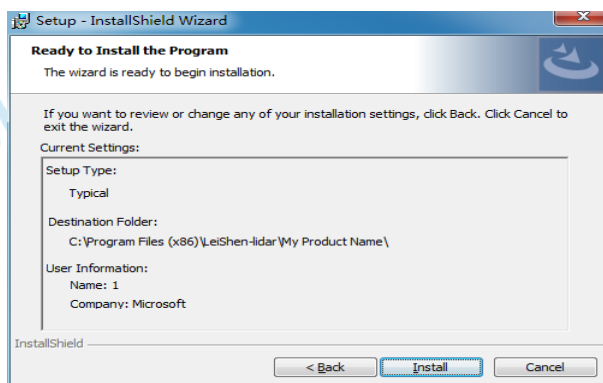 Setup - InstallShield Wizard
Ready to Install the Program
The wizard is ready to begin installation.
If you want to review or change any of your installation settings, click Back. Click Cancel to
exit the wizard.
Current Settings:
Setup Type:
Typical
Destination Folder:
C:\Program Files (x86)\LeiShen-lidar\My Product Name\
User Information:
Name: 1
Company: Microsoft
InstallShield
< Back Install Cancel